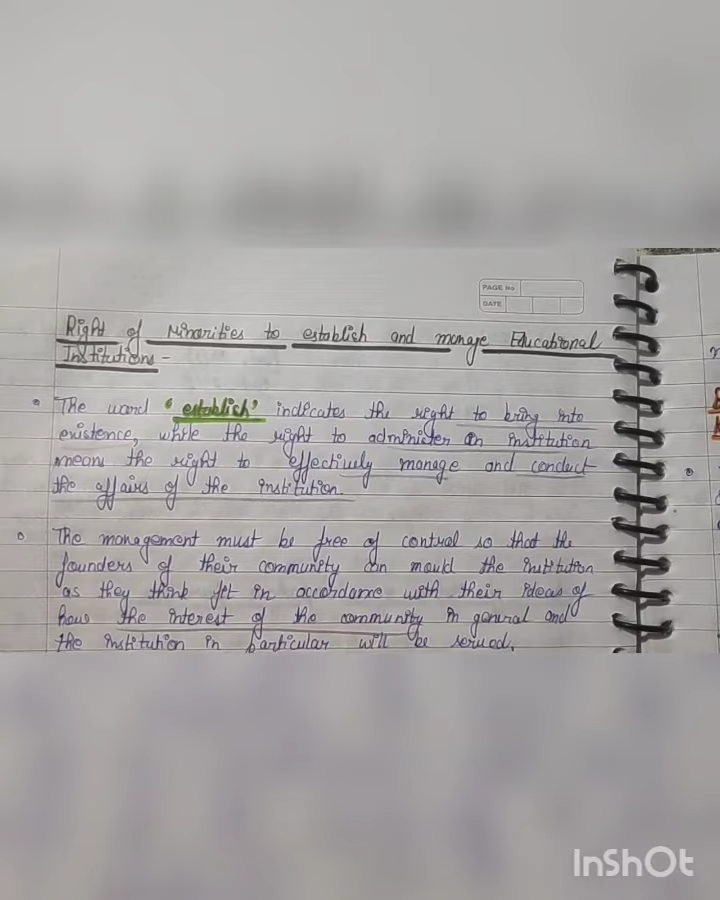 PAGE No
DATE
Right of Minorities to establish and manage Educational
Institutions -
The word 'establish' indicates the right to bring into
existence, while the right to administer an institution
means the right to effectively manage and conduct
the affairs of the institution.
The management must be free of control so that the
founders of their community can mould the institution
as they think fit in accordance with their ideas of
how the interest of the community in general and
the institution in particular will be served.
InShOt